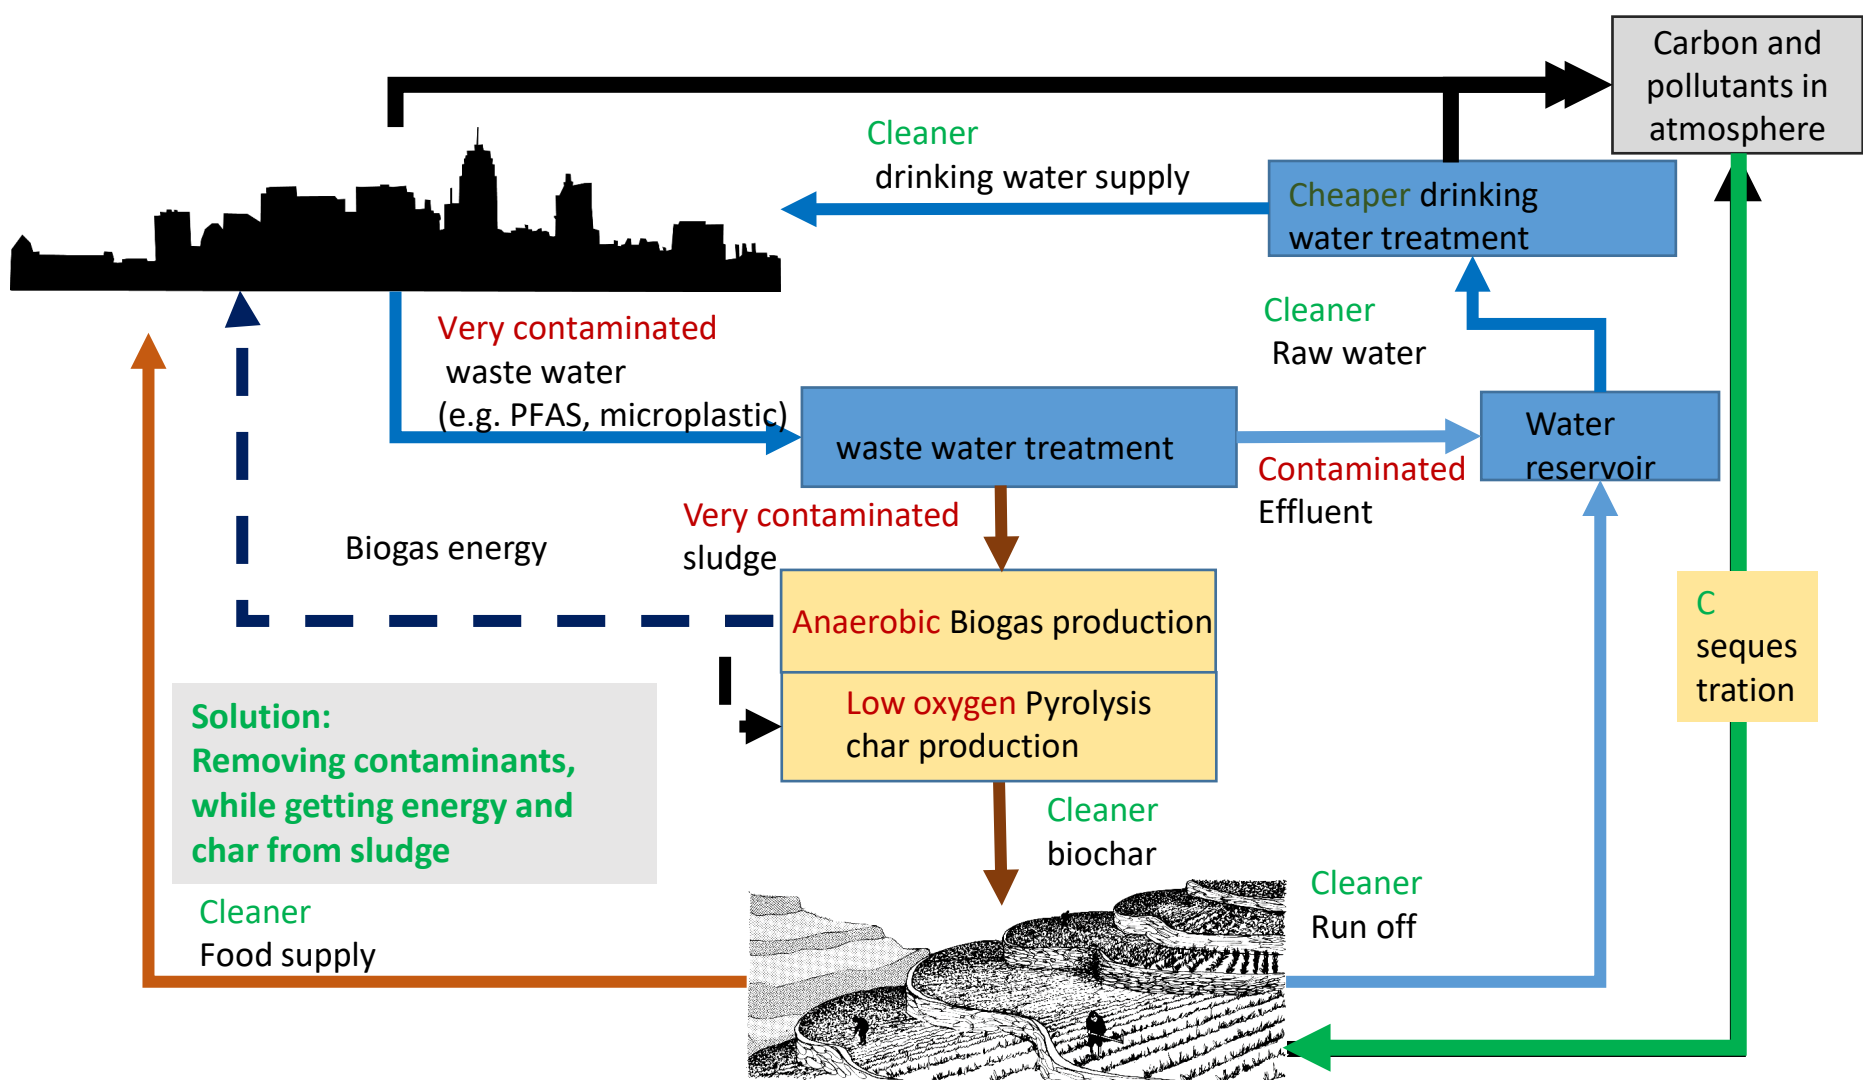 Carbon and
pollutants in
atmosphere
Cleaner
drinking water supply
Cheaper drinking
water treatment
Cleaner
Raw water
Very contaminated
waste water
(e.g. PFAS, microplastic)
waste water treatment
Water
reservoir
Contaminated
Effluent
Very contaminated
sludge
Biogas energy
Anaerobic Biogas production
C
seques
tration
Low oxygen Pyrolysis
char production
Solution:
Removing contaminants,
while getting energy and
char from sludge
Cleaner
biochar
Cleaner
Run off
Cleaner
Food supply